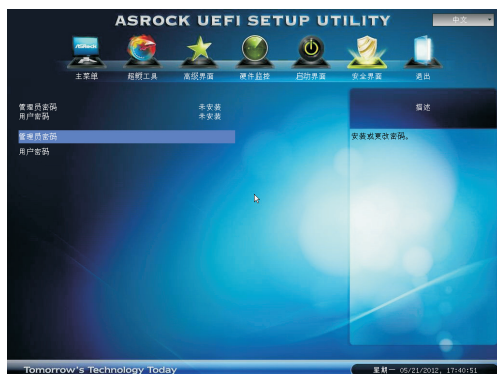 ASROCK UEFI SETUP UTILITY
中文
ASRock
主菜单 超频工具 高级界面 硬件监控 启动界面 安全界面 退出
管理员密码 未安装
用户密码 未安装
描述
管理员密码
安装或更改密码。
用户密码
Tomorrow's Technology Today
星期一 05/21/2012, 17:40:51